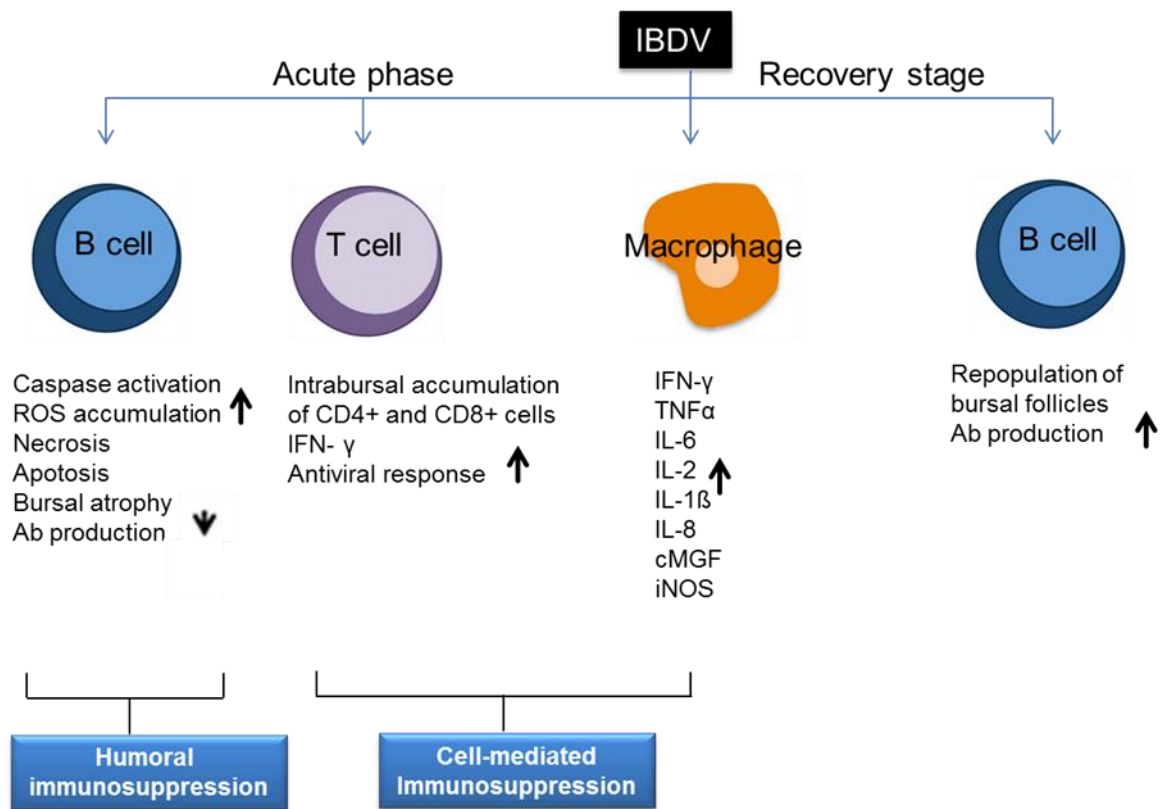 IBDV
Acute phase
Recovery stage
B cell
T cell
Macrophage
B cell
Caspase activation
ROS accumulation
Necrosis
Apotosis
Bursal atrophy
Ab production
Intrabursal accumulation
of CD4+ and CD8+ cells
IFN- γ
Antiviral response
IFN-γ
TNFα
IL-6
IL-2
IL-1ß
IL-8
cMGF
iNOS
Repopulation of
bursal follicles
Ab production
Humoral
immunosuppression
Cell-mediated
Immunosuppression